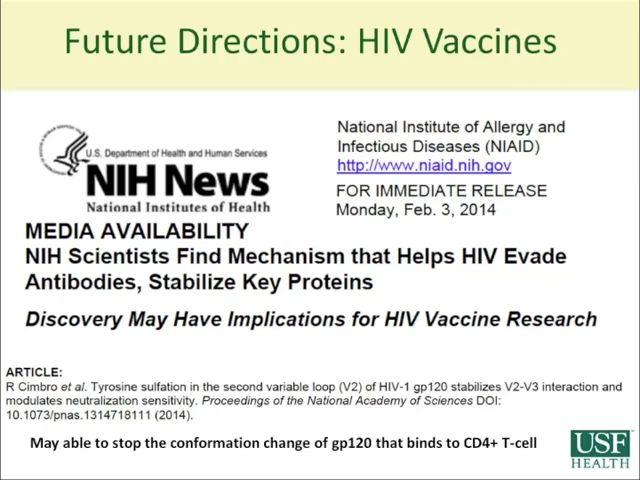 Future Directions: HIV Vaccines
U.S. Department of Health and Human Services
NIH News
National Institutes of Health
National Institute of Allergy and
Infectious Diseases (NIAID)
http://www.niaid.nih.gov
FOR IMMEDIATE RELEASE
Monday, Feb. 3, 2014
MEDIA AVAILABILITY
NIH Scientists Find Mechanism that Helps HIV Evade
Antibodies, Stabilize Key Proteins
Discovery May Have Implications for HIV Vaccine Research
ARTICLE:
R Cimbro et al. Tyrosine sulfation in the second variable loop (V2) of HIV-1 gp120 stabilizes V2-V3 interaction and
modulates neutralization sensitivity. Proceedings of the National Academy of Sciences DOI:
10.1073/pnas.1314718111 (2014).
May able to stop the conformation change of gp120 that binds to CD4+ T-cell
USF
HEALTH